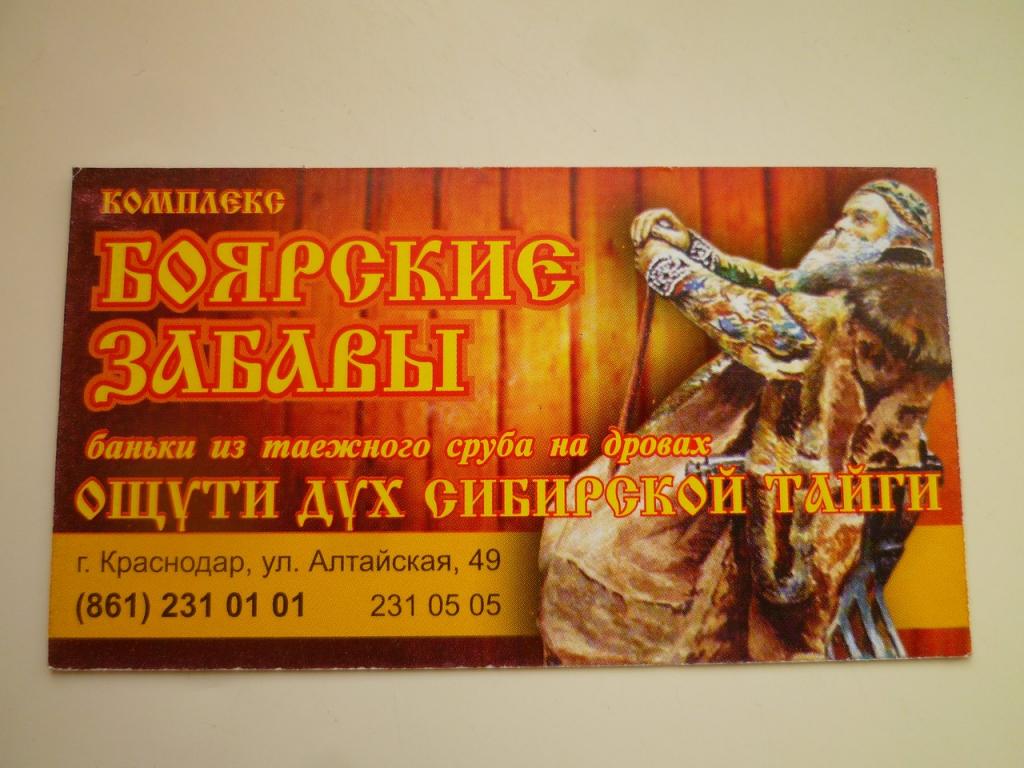 КОМПЛЕКС
БОЯРСКИЕ
ЗАБАВЫ
баньки из таежного сруба на дровах
ОЩУТИ ДУХ СИБИРСКОЙ ТАЙГИ
г. Краснодар, ул. Алтайская, 49
(861) 231 01 01 231 05 05